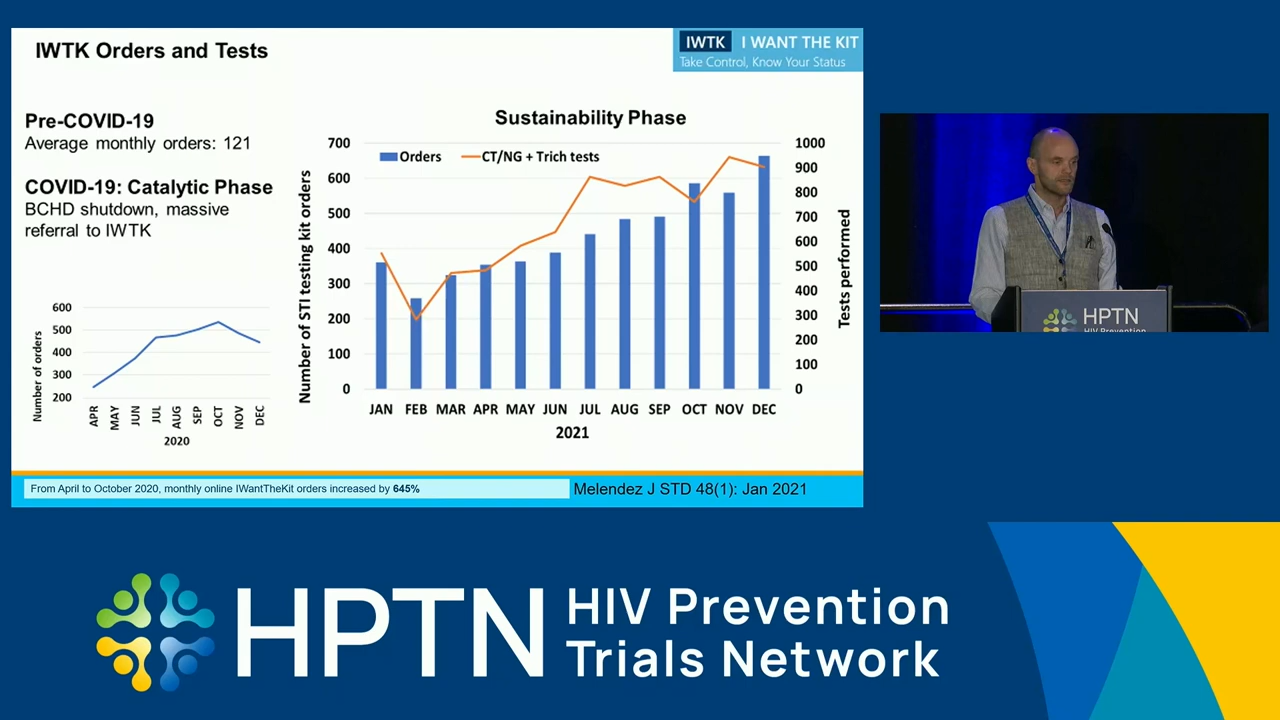 IWTK Orders and Tests
IWTK I WANT THE KIT
Take Control, Know Your Status
Pre-COVID-19
Average monthly orders: 121
COVID-19: Catalytic Phase
BCHD shutdown, massive
referral to IWTK
600
500
400
300
200
Number of orders
APR MAY JUN JUL AUG SEP OCT NOV DEC
2020
Sustainability Phase
Orders CT/NG + Trich tests
Number of STI testing kit orders
700
600
500
400
300
200
100
0
1000
900
800
700
600
500
400
300
200
100
0
Tests performed
JAN FEB MAR APR MAY JUN JUL AUG SEP OCT NOV DEC
2021
From April to October 2020, monthly online IWantTheKit orders increased by 645%
Melendez J STD 48(1): Jan 2021
HPTN
HIV Prevention
HPTN
HIV Prevention
Trials Network